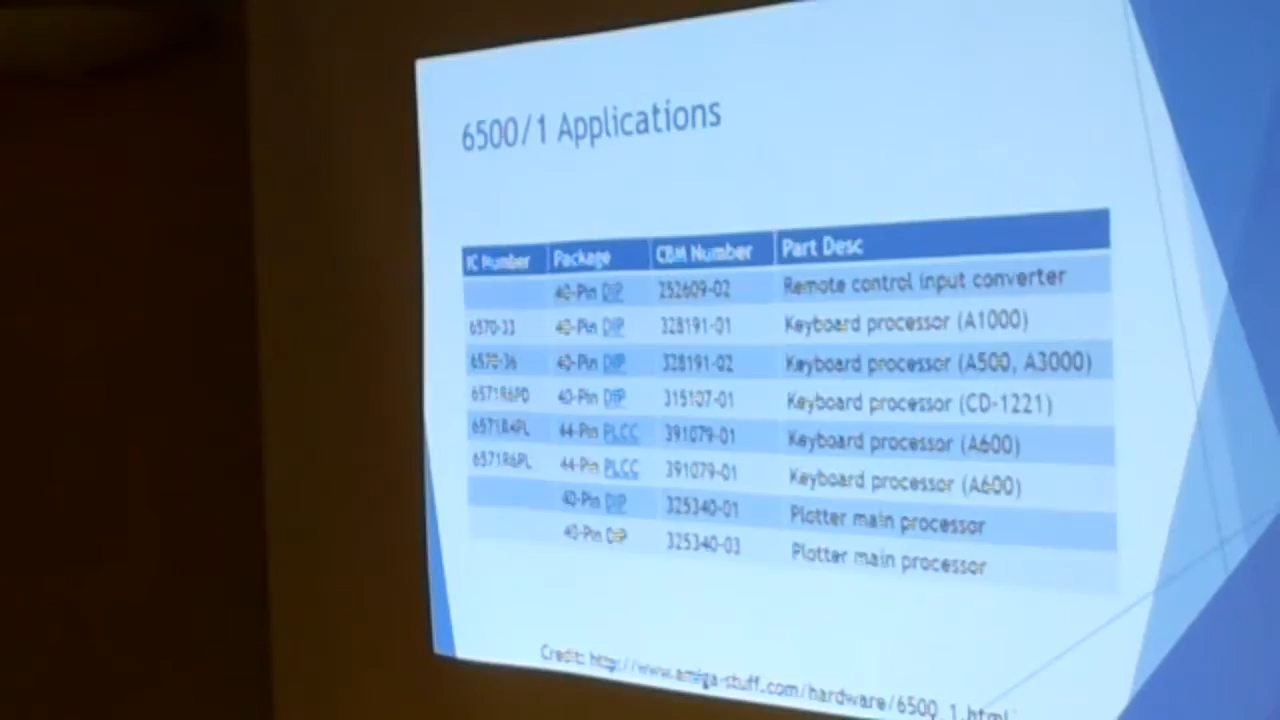 6500/1 Applications
IC Number Package CBM Number Part Desc
40-Pin DIP 252609-02 Remote control input converter
6570-33 40-Pin DIP 328191-01 Keyboard processor (A1000)
6570-36 40-Pin DIP 328191-02 Keyboard processor (A500, A3000)
6571R6PD 40-Pin DIP 315107-01 Keyboard processor (CD-1221)
6571R4PL 44-Pin PLCC 391079-01 Keyboard processor (A600)
6571R6PL 44-Pin PLCC 391079-01 Keyboard processor (A600)
40-Pin DIP 325340-01 Plotter main processor
40-Pin DIP 325340-03 Plotter main processor
Credit: http://www.amiga-stuff.com/hardware/6500_1.html